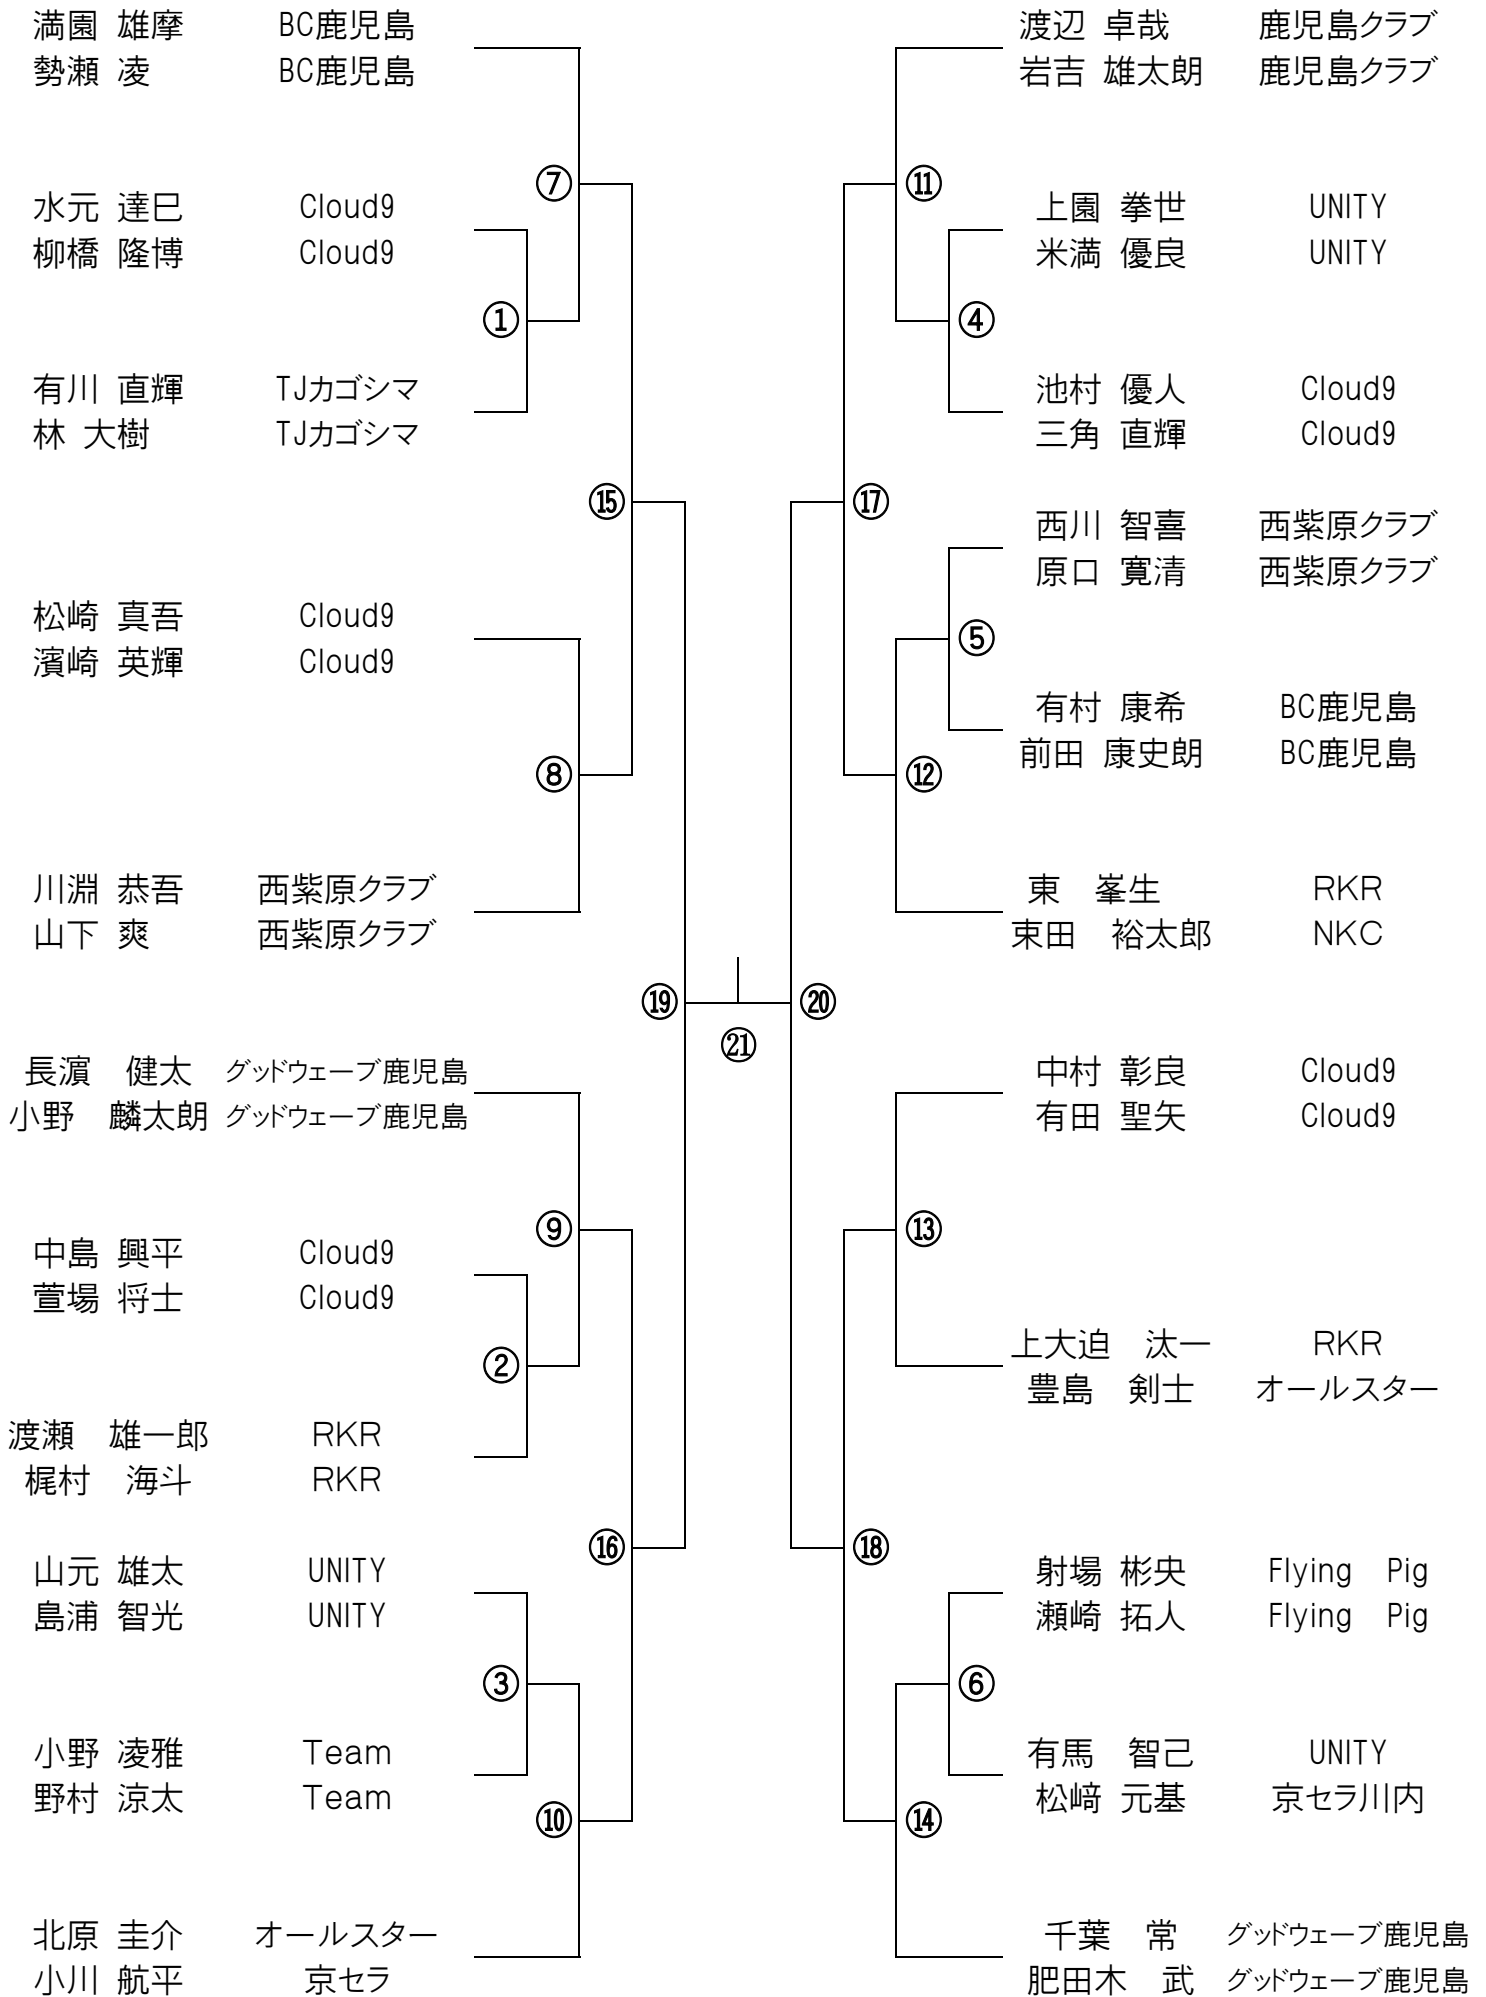 満園 雄摩 BC鹿児島
勢瀬 凌 BC鹿児島
⑦
水元 達巳 Cloud9
柳橋 隆博 Cloud9
①
有川 直輝 TJカゴシマ
林 大樹 TJカゴシマ
⑮
松崎 真吾 Cloud9
濱崎 英輝 Cloud9
⑧
川淵 恭吾 西紫原クラブ
山下 爽 西紫原クラブ
⑲
長濵 健太 グッドウェーブ鹿児島
小野 麟太朗 グッドウェーブ鹿児島
⑨
中島 興平 Cloud9
萱場 将士 Cloud9
②
渡瀬 雄一郎 RKR
梶村 海斗 RKR
⑯
山元 雄太 UNITY
島浦 智光 UNITY
③
小野 凌雅 Team
野村 涼太 Team
⑩
北原 圭介 オールスター
小川 航平 京セラ
㉑
渡辺 卓哉 鹿児島クラブ
岩吉 雄太朗 鹿児島クラブ
⑪
上園 拳世 UNITY
米満 優良 UNITY
④
池村 優人 Cloud9
三角 直輝 Cloud9
⑰
西川 智喜 西紫原クラブ
原口 寛清 西紫原クラブ
⑤
有村 康希 BC鹿児島
前田 康史朗 BC鹿児島
⑫
東 峯生 RKR
東田 裕太郎 NKC
⑳
中村 彰良 Cloud9
有田 聖矢 Cloud9
⑬
上大迫 汰一 RKR
豊島 剣士 オールスター
⑱
射場 彬央 Flying Pig
瀬崎 拓人 Flying Pig
⑥
有馬 智己 UNITY
松﨑 元基 京セラ川内
⑭
千葉 常 グッドウェーブ鹿児島
肥田木 武 グッドウェーブ鹿児島